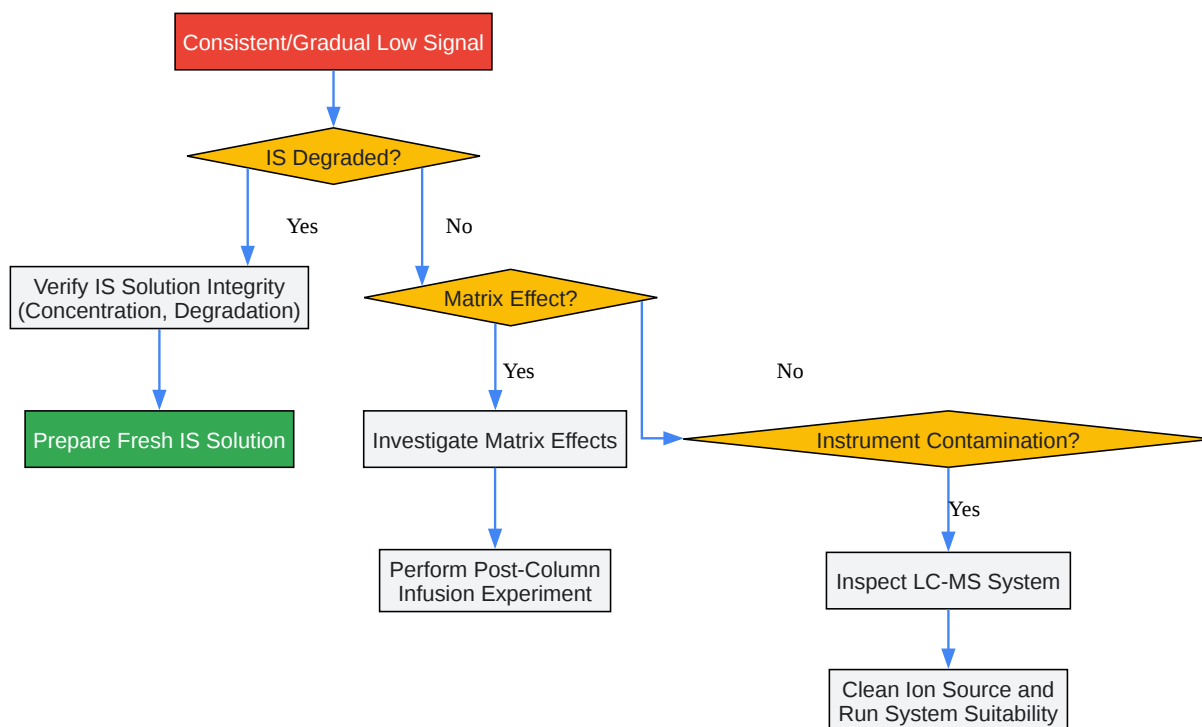 Consistent/Gradual Low Signal
IS Degraded?
Yes
No
Verify IS Solution Integrity
(Concentration, Degradation)
Matrix Effect?
Yes
No
Prepare Fresh IS Solution
Investigate Matrix Effects
Instrument Contamination?
Yes
Perform Post-Column
Infusion Experiment
Inspect LC-MS System
Clean Ion Source and
Run System Suitability